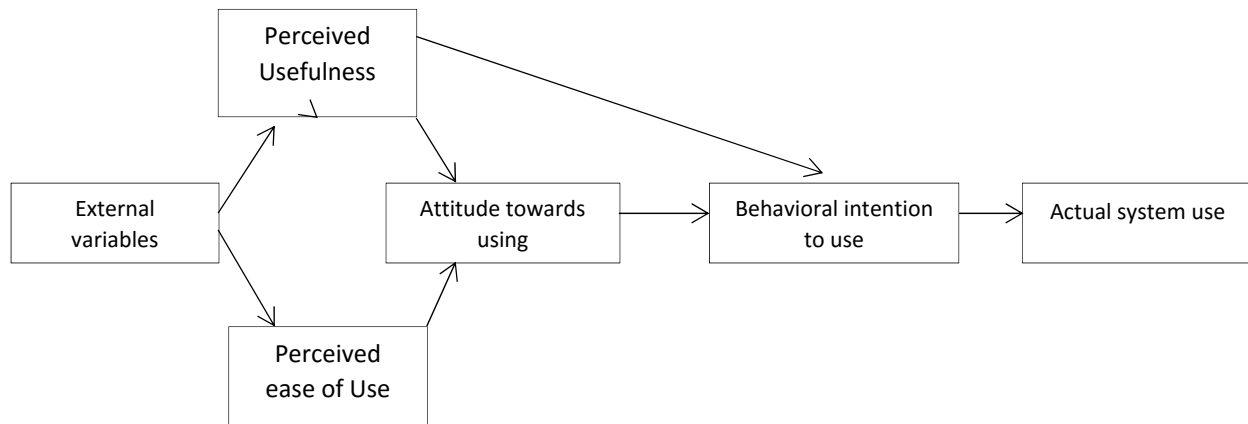 Perceived
Usefulness
External
variables
Attitude towards
using
Behavioral intention
to use
Actual system use
Perceived
ease of Use